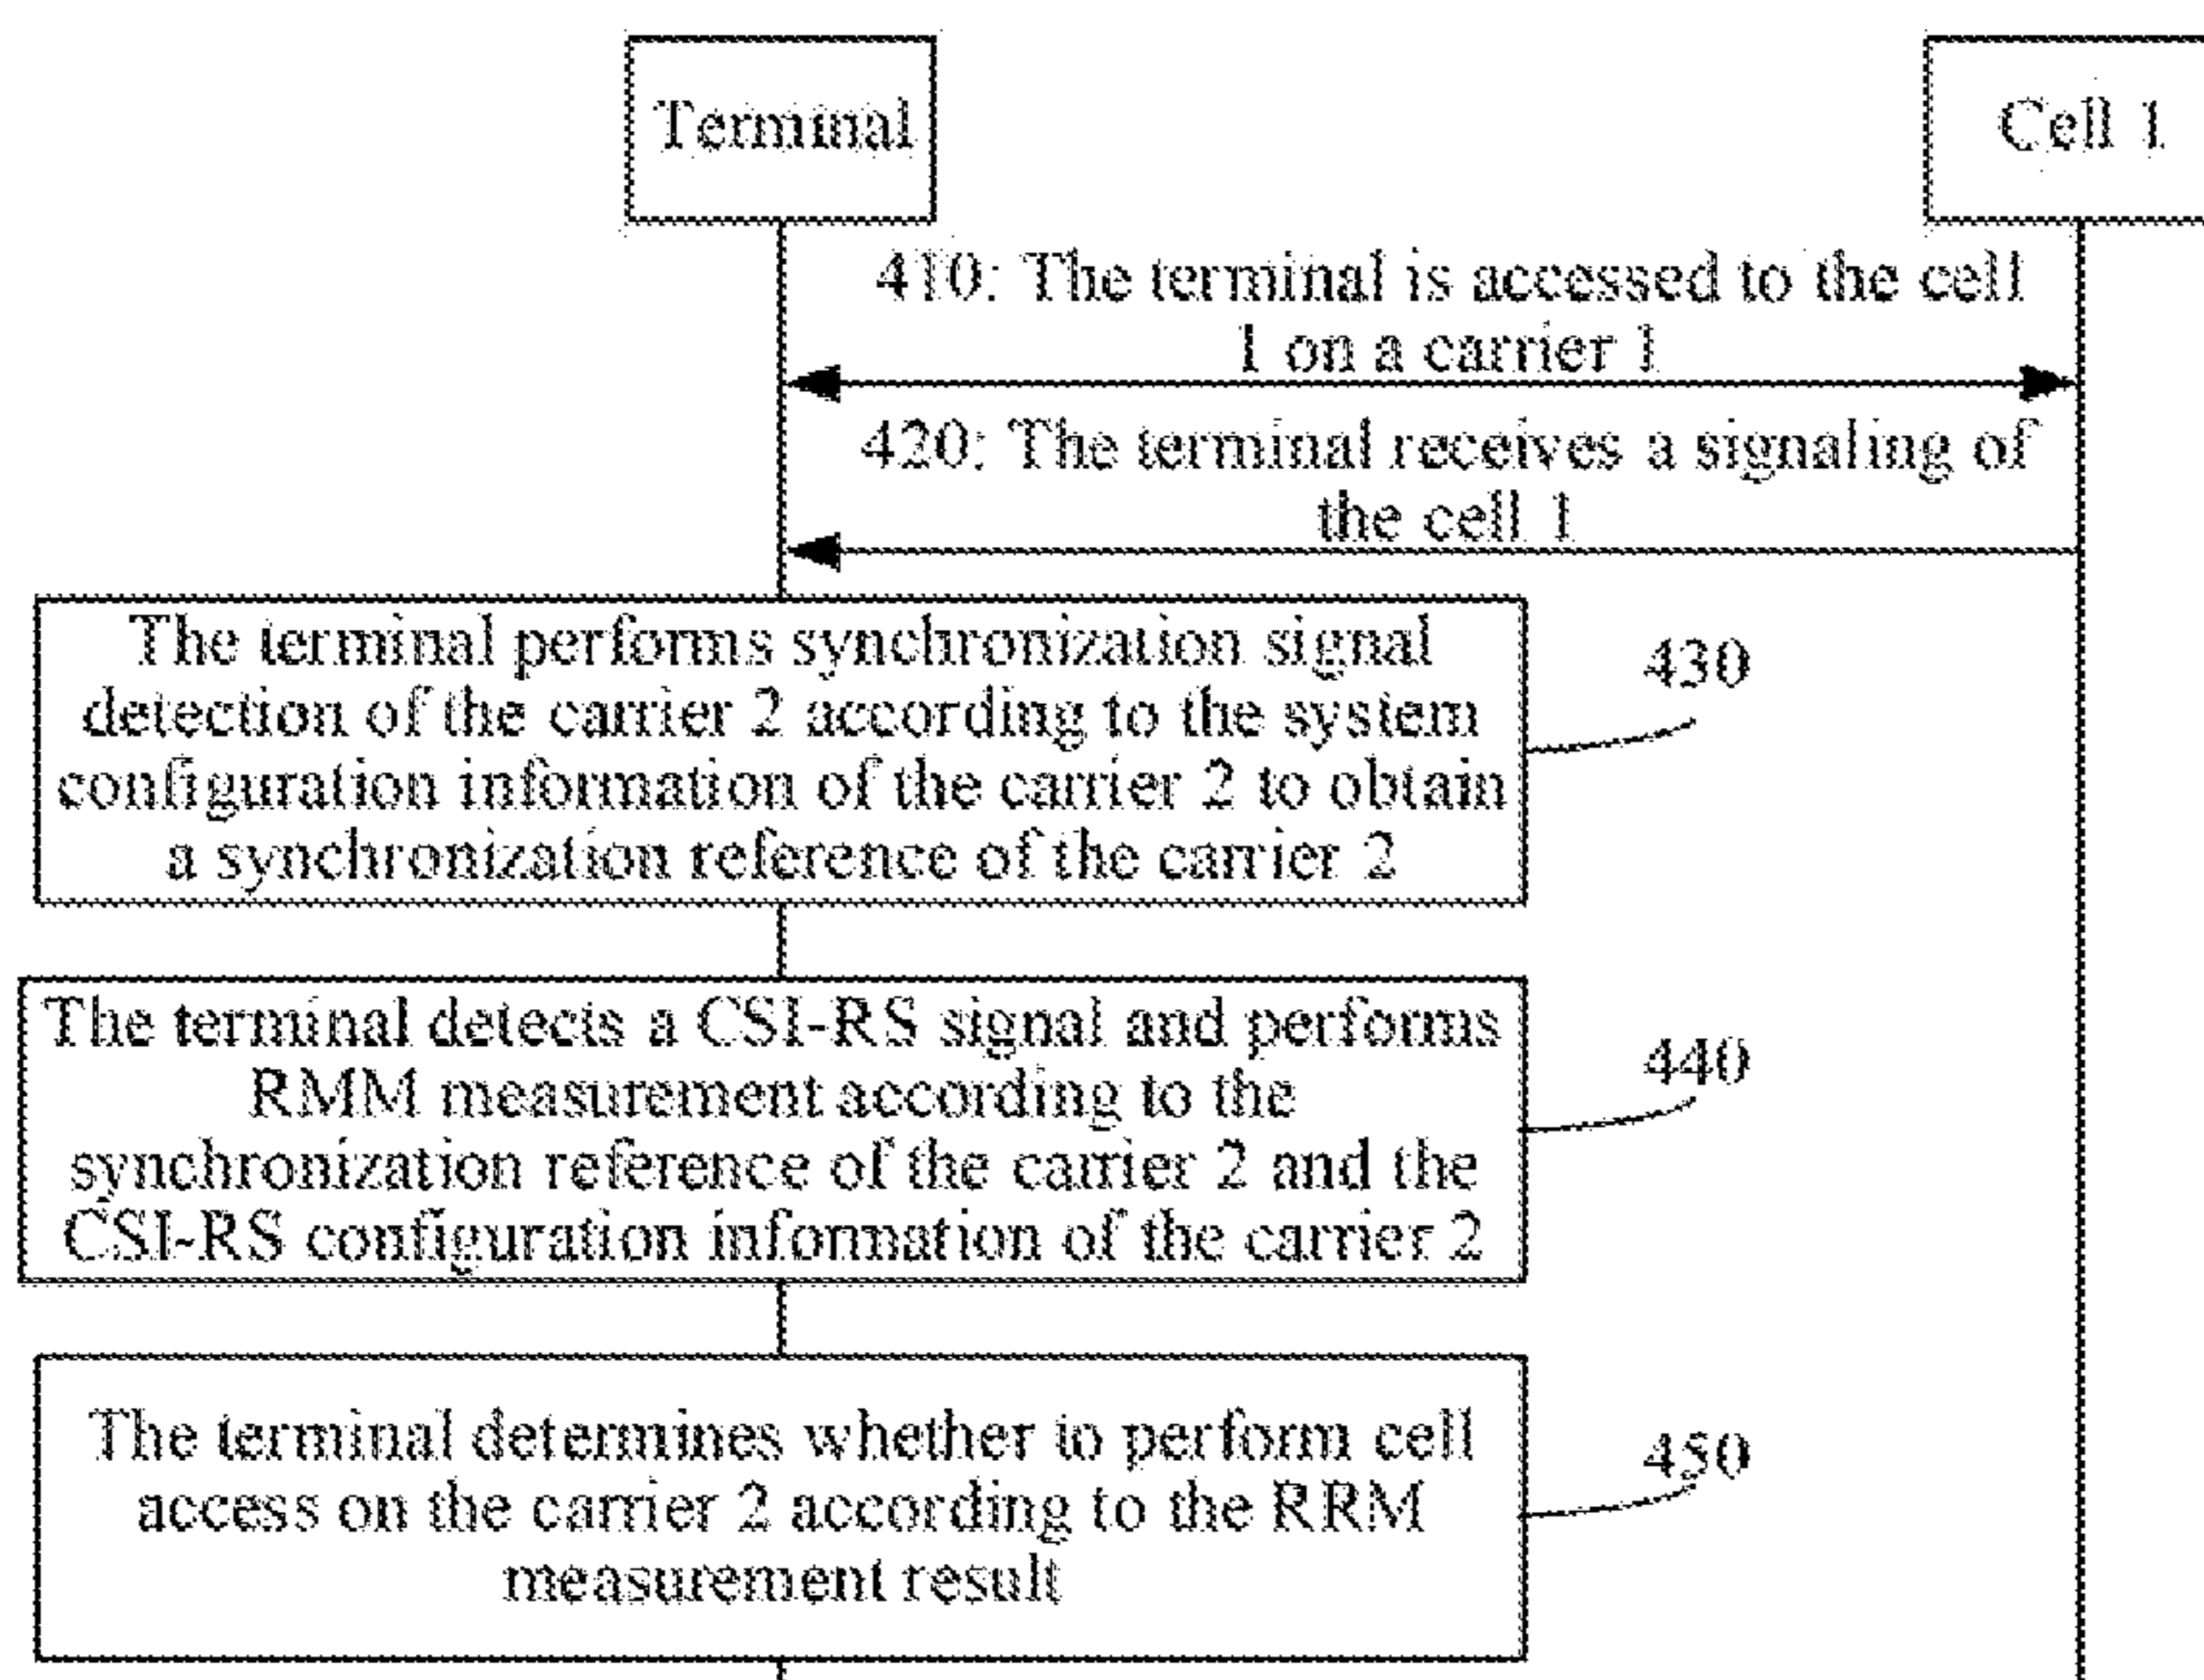 Terminal
Cell 1
410: The terminal is accessed to the cell
1 on a carrier 1
420: The terminal receives a signaling of
the cell 1
The terminal performs synchronization signal
detection of the carrier 2 according to the system
configuration information of the carrier 2 to obtain
a synchronization reference of the carrier 2
430
The terminal detects a CSI-RS signal and performs
RMM measurement according to the
synchronization reference of the carrier 2 and the
CSI-RS configuration information of the carrier 2
440
The terminal determines whether to perform cell
access on the carrier 2 according to the RRM
measurement result
450